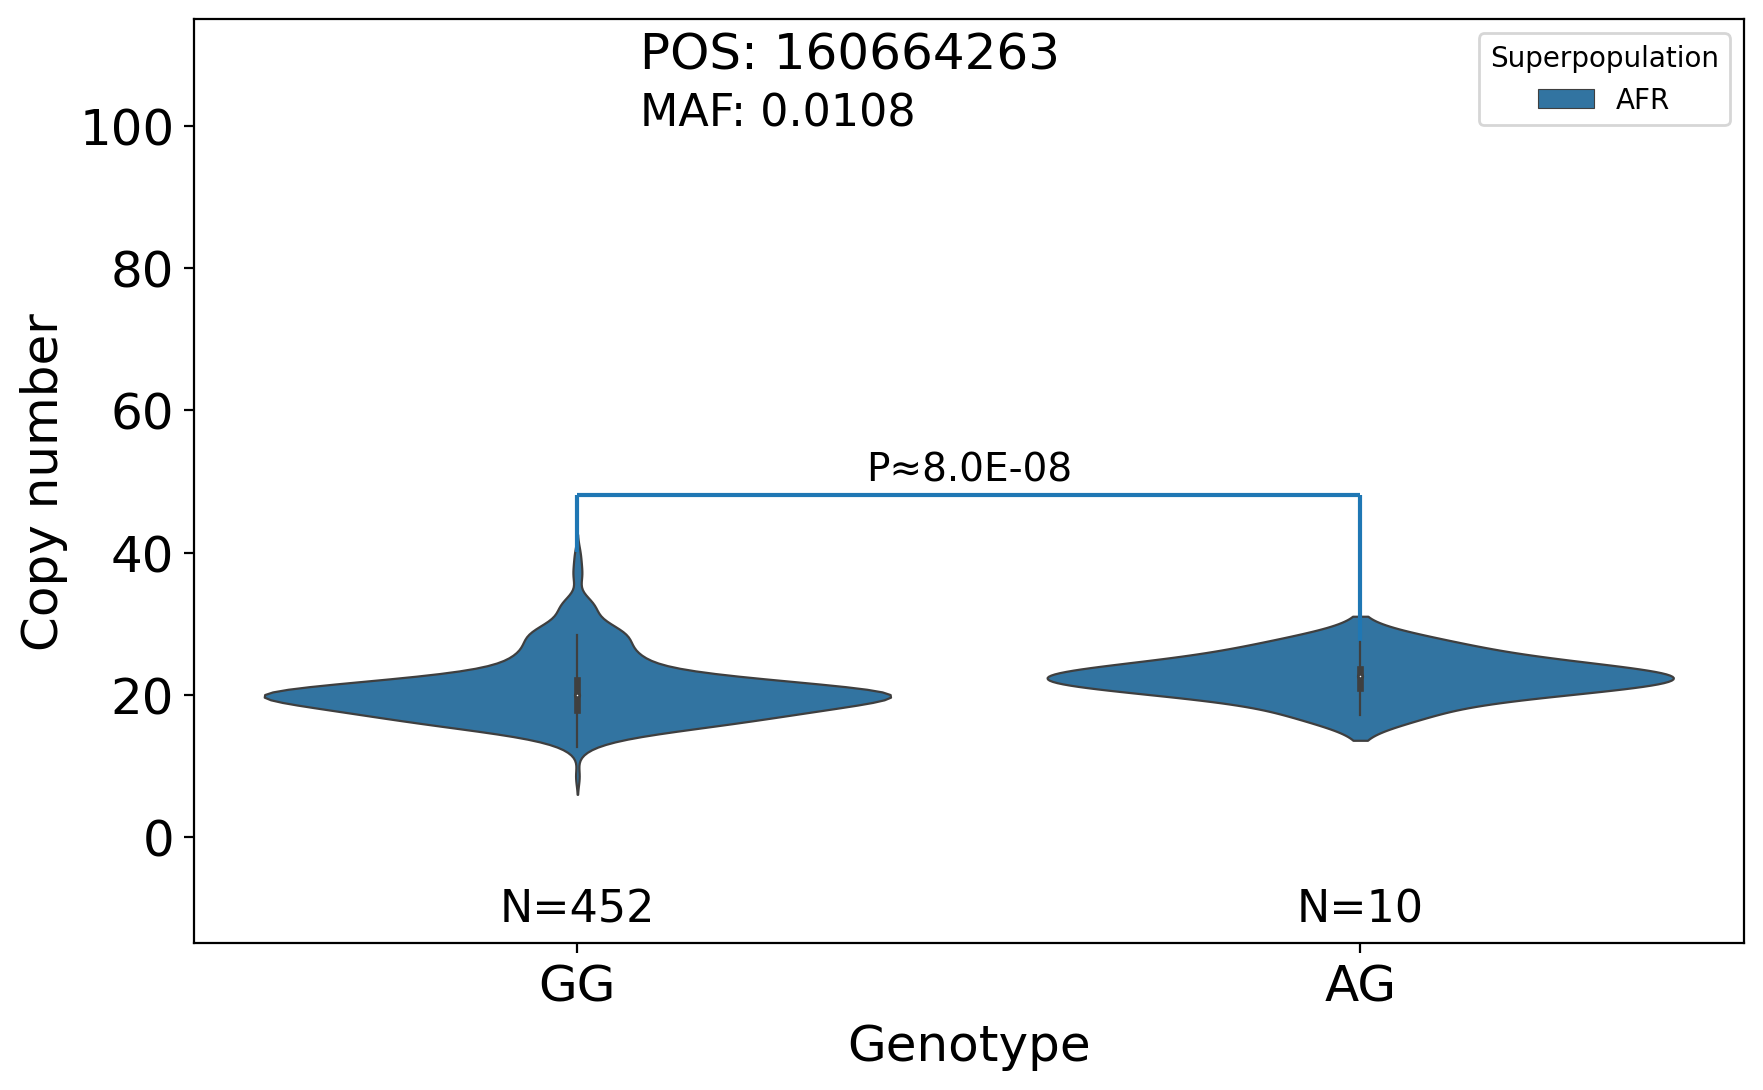 POS: 160664263
MAF: 0.0108
Superpopulation
AFR
100
80
60
40
20
0
Copy number
P≈8.0E-08
N=452
N=10
GG
AG
Genotype